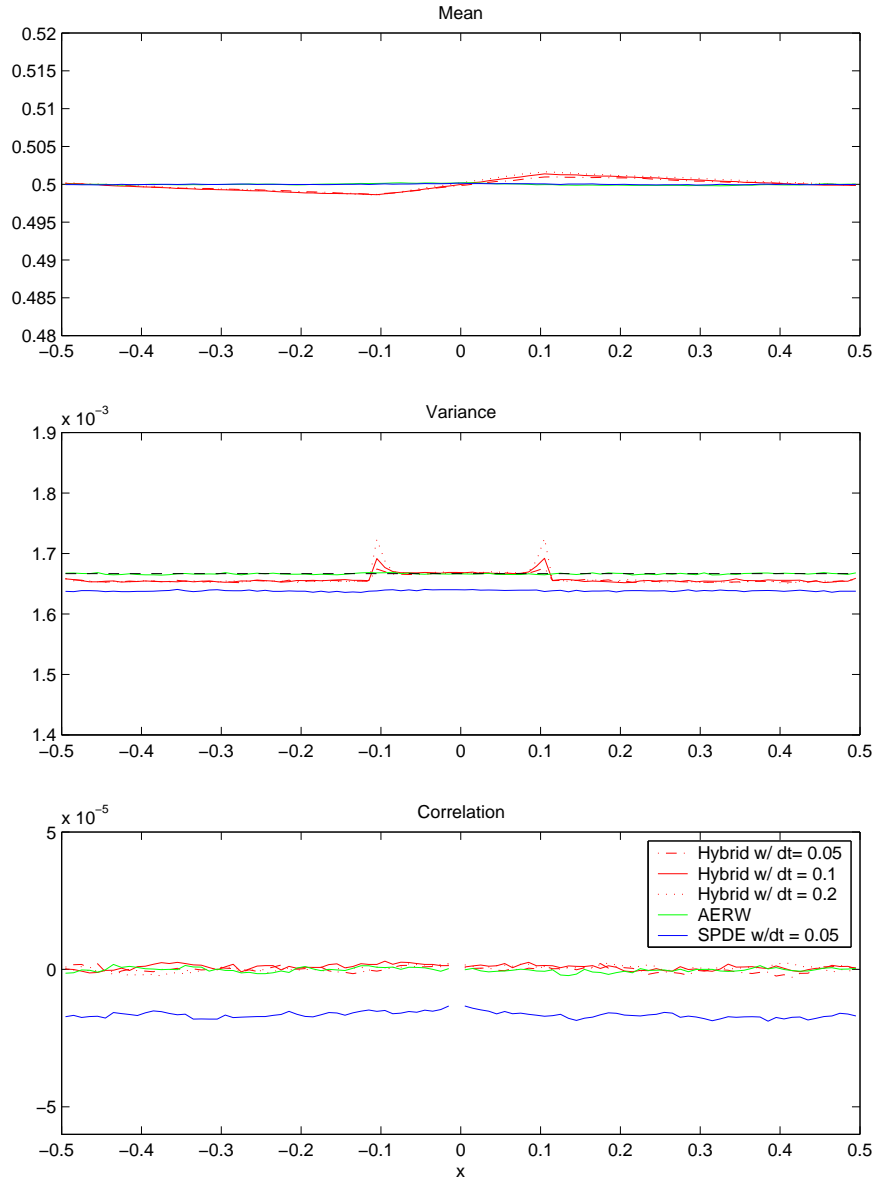 Mean
0.52
0.515
0.51
0.505
0.5
0.495
0.49
0.485
0.48
−0.5 −0.4 −0.3 −0.2 −0.1 0 0.1 0.2 0.3 0.4 0.5
x 10−3
Variance
1.9
1.8
1.7
1.6
1.5
1.4
−0.5 −0.4 −0.3 −0.2 −0.1 0 0.1 0.2 0.3 0.4 0.5
x 10−5
Correlation
5
0
−5
Hybrid w/ dt= 0.05
Hybrid w/ dt = 0.1
Hybrid w/ dt = 0.2
AERW
SPDE w/dt = 0.05
−0.5 −0.4 −0.3 −0.2 −0.1 0 0.1 0.2 0.3 0.4 0.5
x